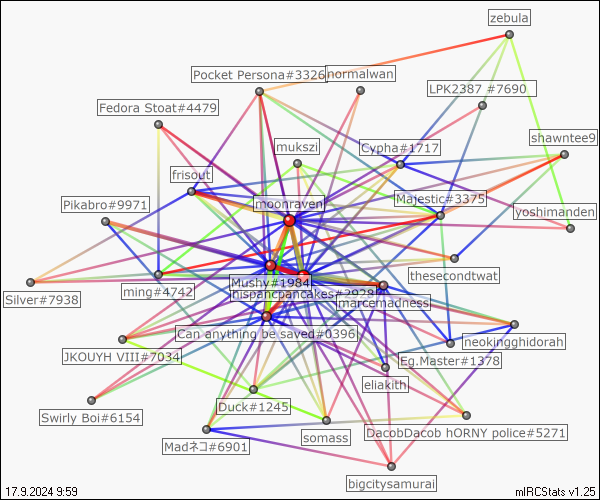 zebula
Pocket Persona#3326
normalwan
LPK2387 #7690
Fedora Stoat#4479
shawntee9
mukszi
Cypha#1717
frisout
Majestic#3375
Pikabro#9971
moonraven
yoshimanden
thesecondtwat
Mushy#1984
ming#4742
hispancpancakes#2928
Silver#7938
marcemadness
Can anything be saved#0396
neokingghidorah
JKOUYH VIII#7034
Eg.Master#1378
eliakith
Duck#1245
Swirly Boi#6154
somass
DacobDacob hORNY police#5271
Madネコ#6901
bigcitysamurai
17.9.2024 9:59
mIRCStats v1.25